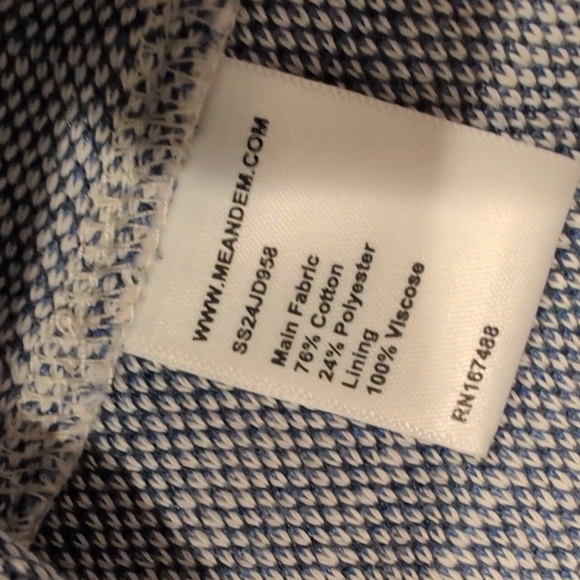 WWW.MEANDEM.COM
SS24JD958
Main Fabric
76% Cotton
24% Polyester
Lining
100% Viscose
RN167488